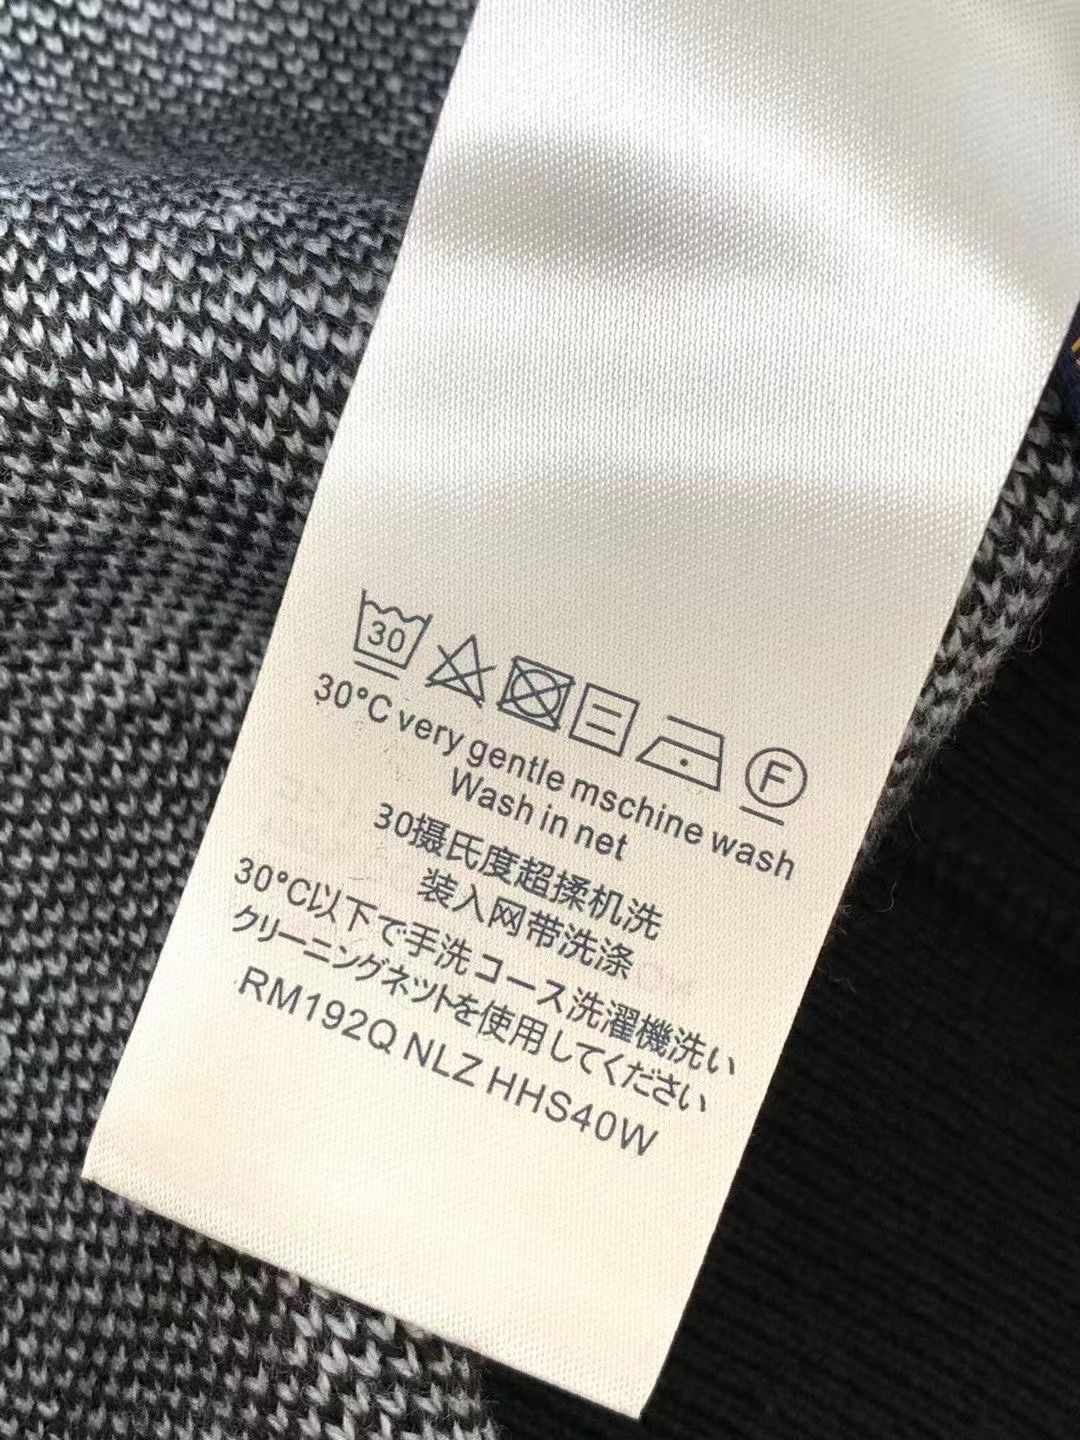 30
F
30°C very gentle mschine wash
Wash in net
30摄氏度超揉机洗
装入网带洗涤
30°C以下で手洗コース洗濯機洗い
クリーニングネツトを使用してください
RM192Q NLZ HHS40W